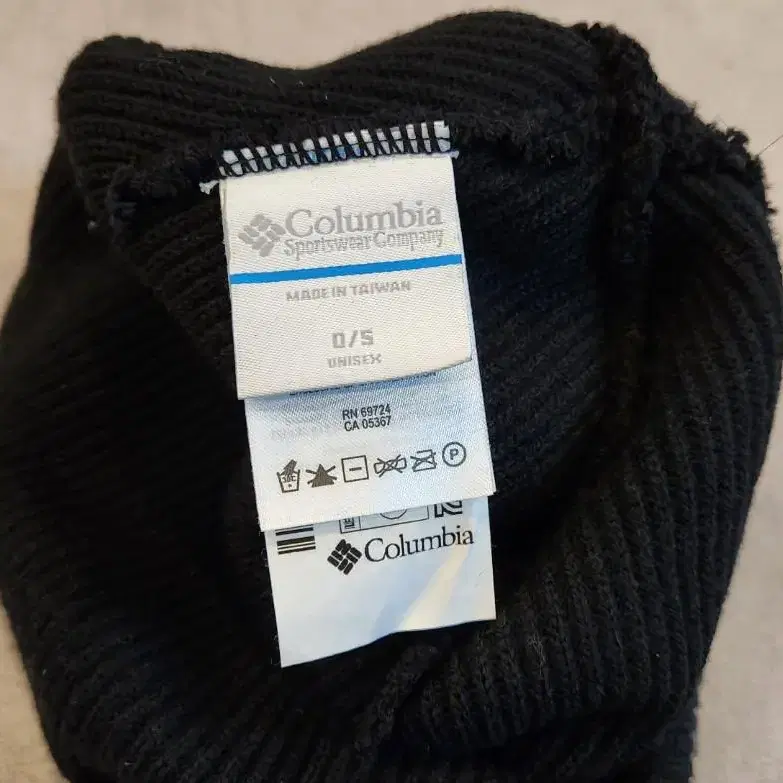 Columbia
Sportswear Company
MADE IN TAIWAN
O/S
UNISEX
RN 69724
CA 05367
P
Columbia